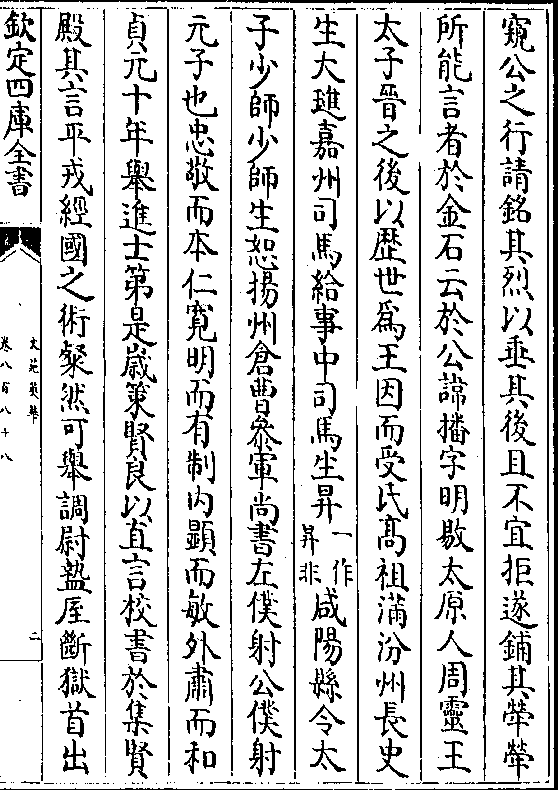 窺公之行請銘其烈以垂其後且不宜拒遂鋪其犖犖
所能言者於金石云於公諱播字明敭太原人周靈王
太子晉之後以歴世爲王因而受氏髙祖滿汾州長史
生大璡嘉州司馬給事中司馬生昇一作昇非咸陽縣令太
子少師少師生恕揚州倉曹叅軍尚書左僕射公僕射
元子也忠敬而本仁寬明而有制内顯而敏外肅而和
貞元十年舉進士第是嵗策賢良以直言校書於集賢
殿其言平戎經國之術粲然可舉調尉盩厔斷獄首出
欽定四庫全書
文苑英華
卷八百八十八
二